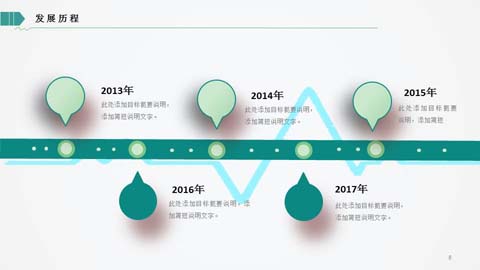 发展历程
2013年
此处添加目标概要说明，
添加简短说明文字。
2014年
此处添加目标概要说明，
添加简短说明文字。
2015年
此处添加目标概要
说明，添加简短
2016年
此处添加目标概要说明，添
加简短说明文字。
2017年
此处添加目标概要说明，
添加简短说明文字。